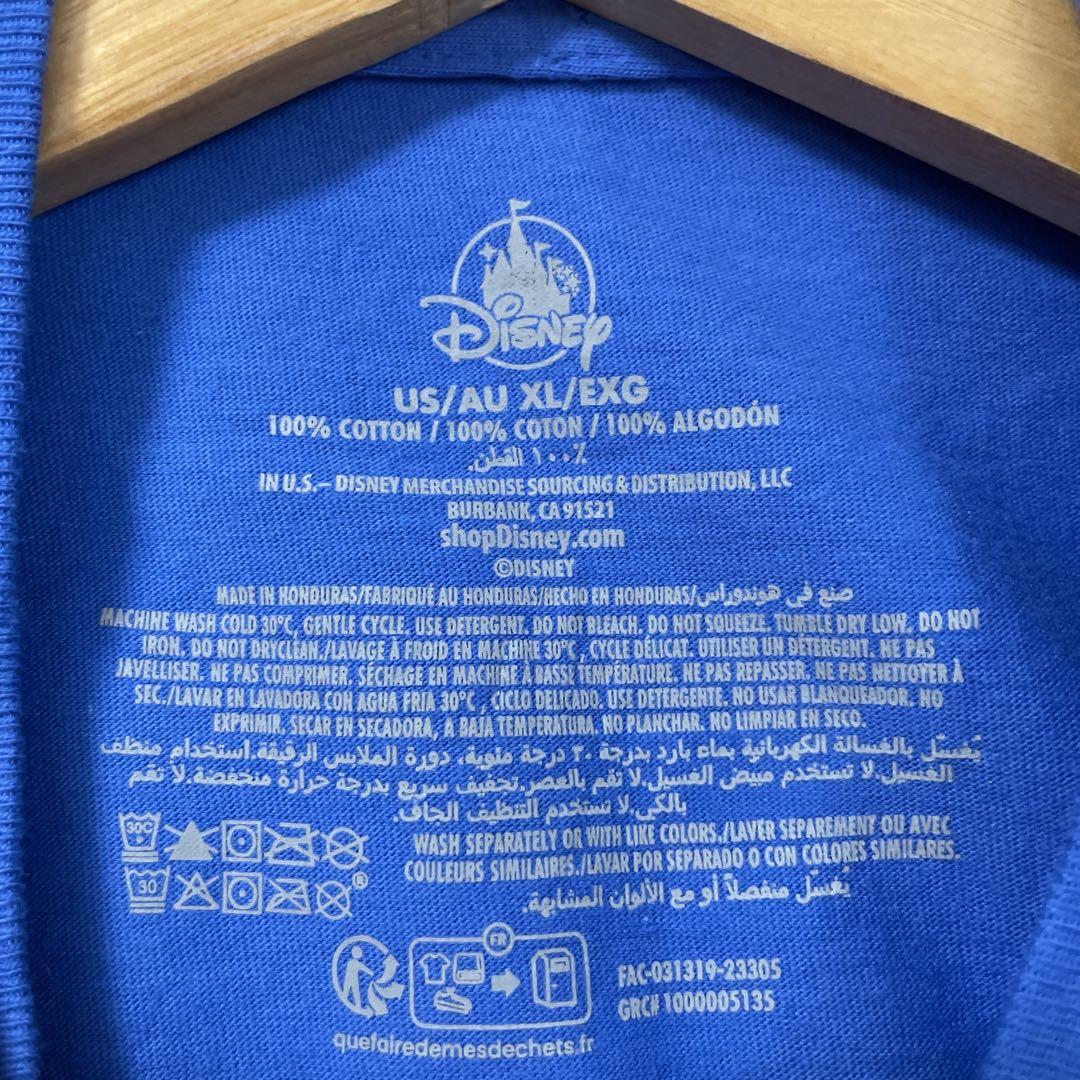 Disney
US/AU XL/EXG
100% COTTON / 100% COTON / 100% ALGODÓN
١٠٠٪ القطن.
IN U.S.– DISNEY MERCHANDISE SOURCING & DISTRIBUTION, LLC
BURBANK, CA 91521
shopDisney.com
©DISNEY
MADE IN HONDURAS/FABRIQUÉ AU HONDURAS/HECHO EN HONDURAS/صنع في هوندوراس
MACHINE WASH COLD 30°C, GENTLE CYCLE. USE DETERGENT. DO NOT BLEACH. DO NOT SQUEEZE. TUMBLE DRY LOW. DO NOT
IRON. DO NOT DRYCLEAN./LAVAGE À FROID EN MACHINE 30°C, CYCLE DÉLICAT. UTILISER UN DÉTERGENT. NE PAS
JAVELLISER. NE PAS COMPRIMER. SÉCHAGE EN MACHINE À BASSE TEMPÉRATURE. NE PAS REPASSER. NE PAS NETTOYER À
SEC./LAVAR EN LAVADORA CON AGUA FRIA 30°C, CICLO DELICADO. USE DETERGENTE. NO USAR BLANQUEADOR. NO
EXPRIMIR. SECAR EN SECADORA, A BAJA TEMPERATURA. NO PLANCHAR. NO LIMPIAR EN SECO.
يُغسّل بالغسالة الكهربائية بماء بارد بدرجة ٣٠ درجة مئوية، دورة الملابس الرقيقة.استخدام منظف
الغسيل.لا تستخدم مبيض الغسيل.لا تقم بالعصر.تجفيف سريع بدرجة حرارة منخفضة.لا تقم
بالكي.لا تستخدم التنظيف الجاف.
WASH SEPARATELY OR WITH LIKE COLORS./LAVER SEPAREMENT OU AVEC
COULEURS SIMILAIRES./LAVAR POR SEPARADO O CON COLORES SIMILARES.
يُغسّل منفصلاً أو مع الألوان المشابهة.
30C
30
®
FR
FAC-031319-23305
GRC# 1000005135
quefairedemesdechets.fr